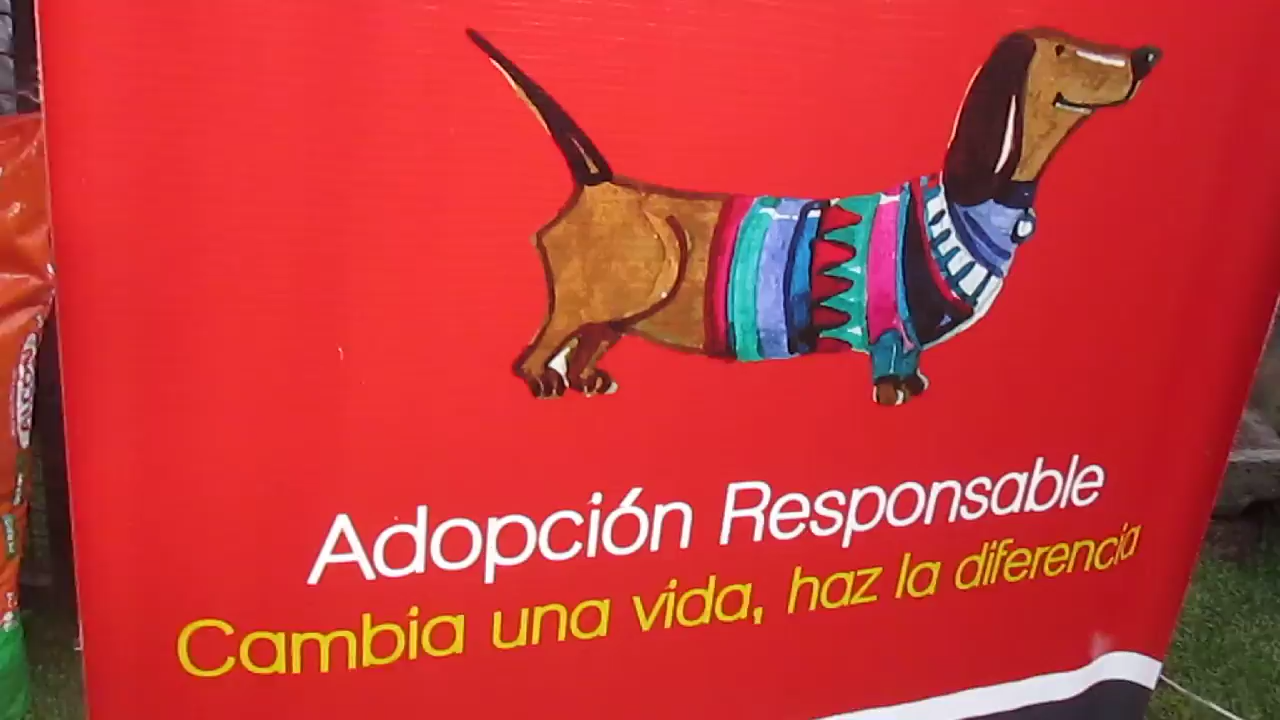 Adopción Responsable
Cambia una vida, haz la diferencia